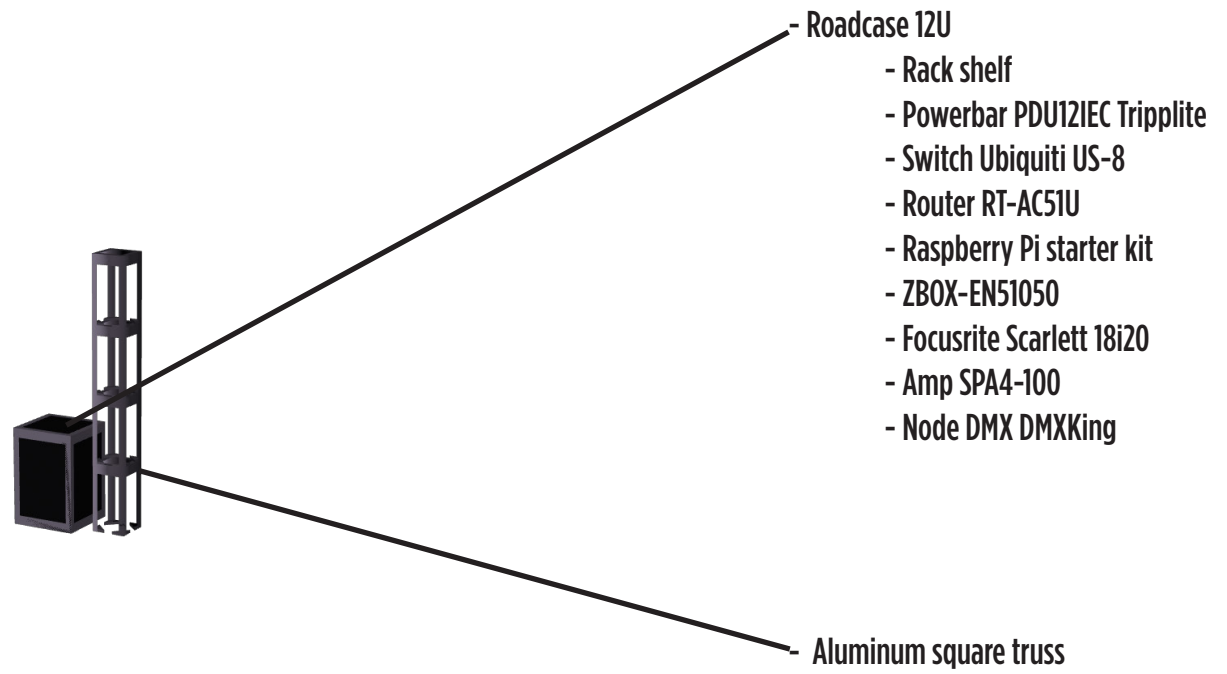 - Roadcase 12U
- Rack shelf
- Powerbar PDU12IEC Tripplite
- Switch Ubiquiti US-8
- Router RT-AC51U
- Raspberry Pi starter kit
- ZBOX-EN51050
- Focusrite Scarlett 18i20
- Amp SPA4-100
- Node DMX DMXKing
- Aluminum square truss